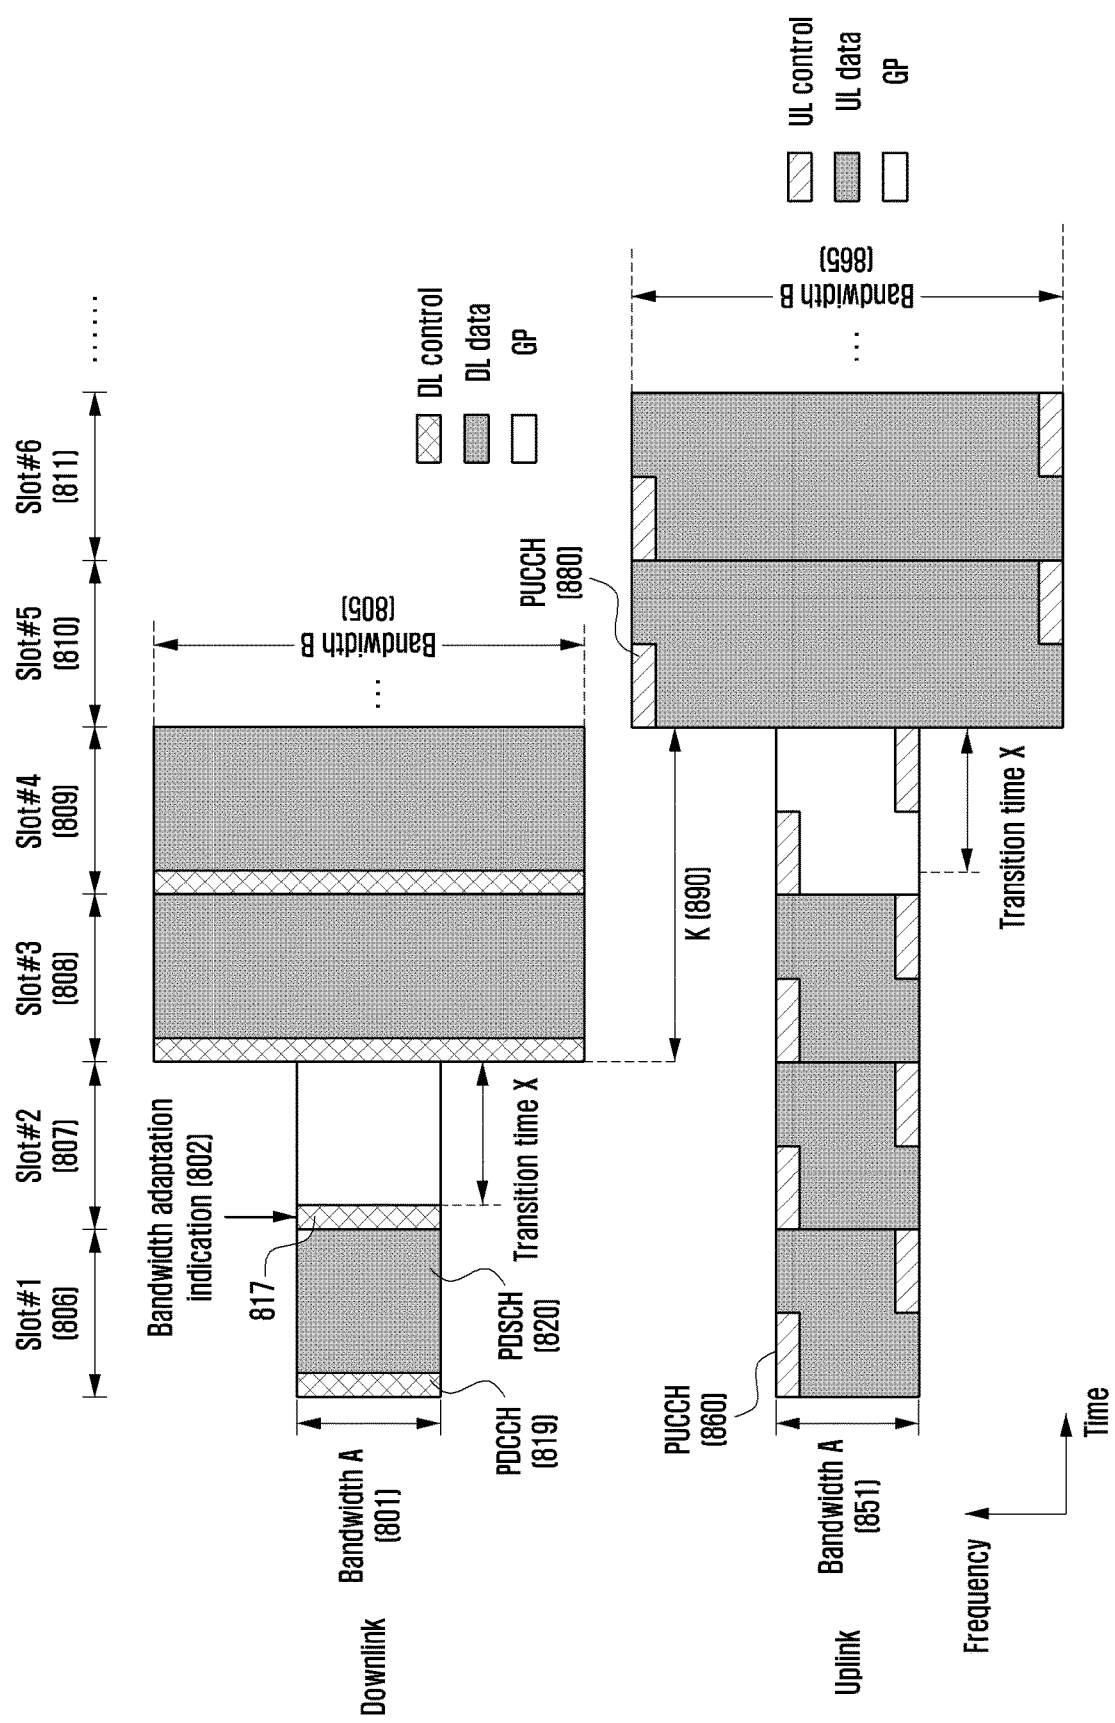 Slot#1
(806)
Slot#2
(807)
Slot#3
(808)
Slot#4
(809)
Slot#5
(810)
Slot#6
(811)
......
Bandwidth adaptation
indication (802)
817
Downlink
Bandwidth A
(801)
PDCCH
(819)
PDSCH
(820)
Transition time X
Bandwidth B
(805)
...
DL control
DL data
GP
K (890)
Uplink
Bandwidth A
(851)
PUCCH
(860)
PUCCH
(880)
Transition time X
Bandwidth B
(865)
...
UL control
UL data
GP
Frequency
Time